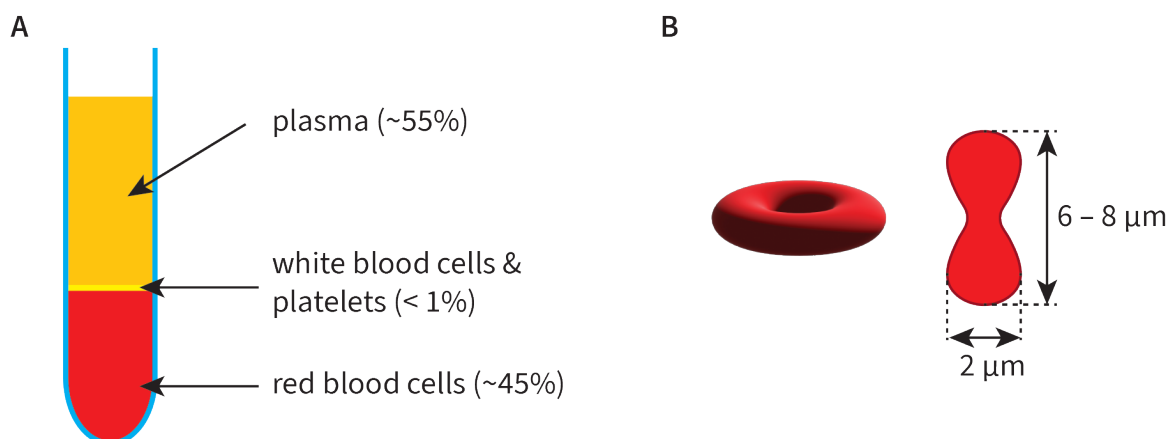 A
plasma (~55%)
white blood cells &
platelets (< 1%)
red blood cells (~45%)
B
6 – 8 µm
2 µm